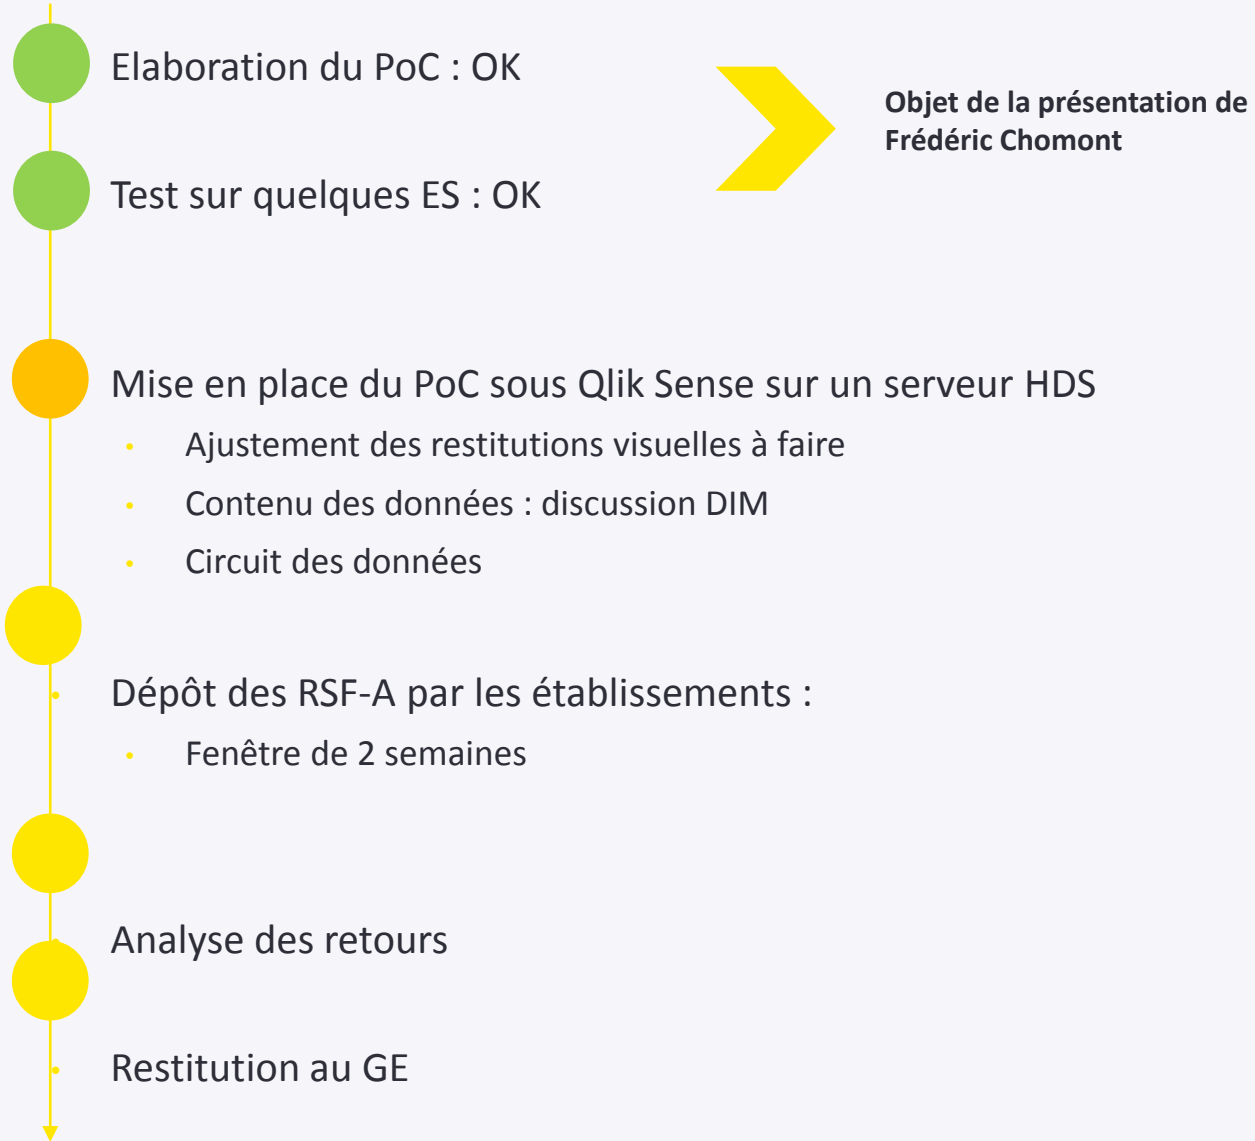 Elaboration du PoC : OK
Objet de la présentation de
Frédéric Chomont
Test sur quelques ES : OK
Mise en place du PoC sous Qlik Sense sur un serveur HDS
• Ajustement des restitutions visuelles à faire
• Contenu des données : discussion DIM
• Circuit des données
• Dépôt des RSF-A par les établissements :
• Fenêtre de 2 semaines
• Analyse des retours
• Restitution au GE